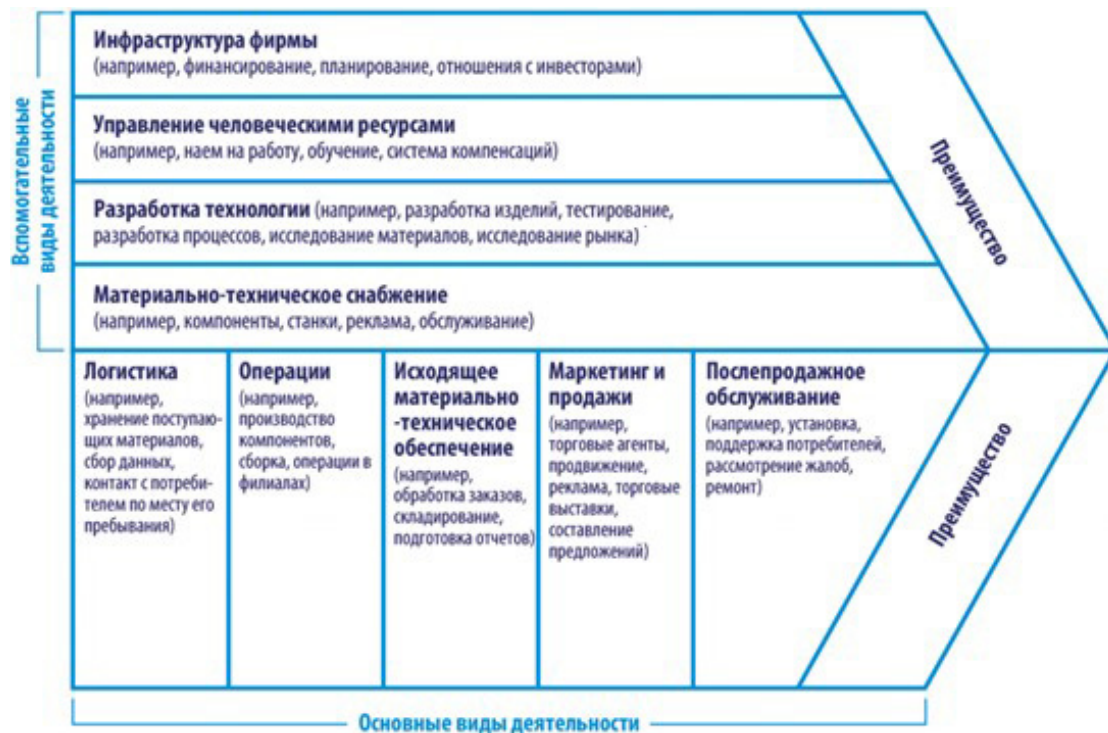 Вспомогательные
виды деятельности
Инфраструктура фирмы
(например, финансирование, планирование, отношения с инвесторами)
Управление человеческими ресурсами
(например, наем на работу, обучение, система компенсаций)
Разработка технологии (например, разработка изделий, тестирование,
разработка процессов, исследование материалов, исследование рынка)
Материально-техническое снабжение
(например, компоненты, станки, реклама, обслуживание)
Преимущество
Логистика
(например,
хранение поступаю-
щих материалов,
сбор данных,
контакт с потреби-
телем по месту его
пребывания)
Операции
(например,
производство
компонентов,
сборка, операции в
филиалах)
Исходящее
материально
-техническое
обеспечение
(например,
обработка заказов,
складирование,
подготовка отчетов)
Маркетинг и
продажи
(например,
торговые агенты,
продвижение,
реклама, торговые
выставки,
составление
предложений)
Послепродажное
обслуживание
(например, установка,
поддержка потребителей,
рассмотрение жалоб,
ремонт)
Преимущество
Основные виды деятельности